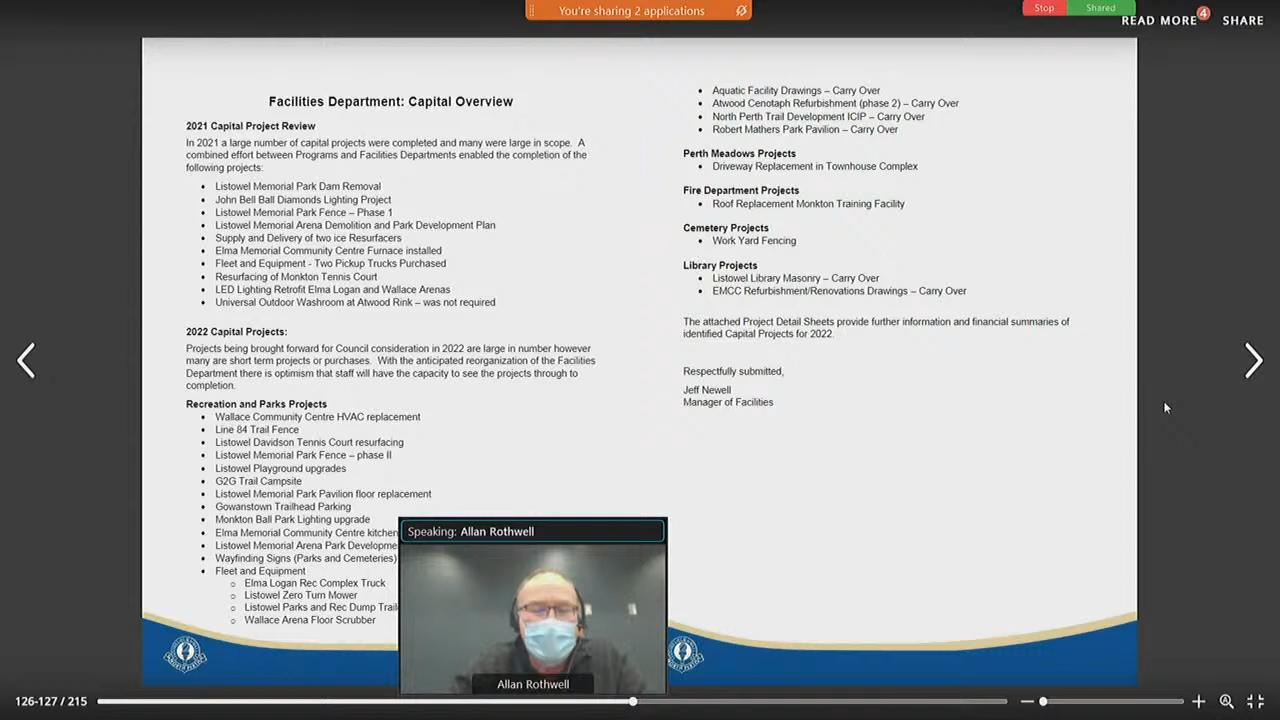 You're sharing 2 applications
Stop Shared
READ MORE 4 SHARE
Facilities Department: Capital Overview
2021 Capital Project Review
In 2021 a large number of capital projects were completed and many were large in scope. A
combined effort between Programs and Facilities Departments enabled the completion of the
following projects:
• Listowel Memorial Park Dam Removal
• John Bell Ball Diamonds Lighting Project
• Listowel Memorial Park Fence – Phase 1
• Listowel Memorial Arena Demolition and Park Development Plan
• Supply and Delivery of two ice Resurfacers
• Elma Memorial Community Centre Furnace installed
• Fleet and Equipment - Two Pickup Trucks Purchased
• Resurfacing of Monkton Tennis Court
• LED Lighting Retrofit Elma Logan and Wallace Arenas
• Universal Outdoor Washroom at Atwood Rink – was not required
2022 Capital Projects:
Projects being brought forward for Council consideration in 2022 are large in number however
many are short term projects or purchases. With the anticipated reorganization of the Facilities
Department there is optimism that staff will have the capacity to see the projects through to
completion.
Recreation and Parks Projects
• Wallace Community Centre HVAC replacement
• Line 84 Trail Fence
• Listowel Davidson Tennis Court resurfacing
• Listowel Memorial Park Fence – phase II
• Listowel Playground upgrades
• G2G Trail Campsite
• Listowel Memorial Park Pavilion floor replacement
• Gowanstown Trailhead Parking
• Monkton Ball Park Lighting upgrade
• Elma Memorial Community Centre kitchen
• Listowel Memorial Arena Park Developme
• Wayfinding Signs (Parks and Cemeteries)
• Fleet and Equipment
o Elma Logan Rec Complex Truck
o Listowel Zero Turn Mower
o Listowel Parks and Rec Dump Trail
o Wallace Arena Floor Scrubber
• Aquatic Facility Drawings – Carry Over
• Atwood Cenotaph Refurbishment (phase 2) – Carry Over
• North Perth Trail Development ICIP – Carry Over
• Robert Mathers Park Pavilion – Carry Over
Perth Meadows Projects
• Driveway Replacement in Townhouse Complex
Fire Department Projects
• Roof Replacement Monkton Training Facility
Cemetery Projects
• Work Yard Fencing
Library Projects
• Listowel Library Masonry – Carry Over
• EMCC Refurbishment/Renovations Drawings – Carry Over
The attached Project Detail Sheets provide further information and financial summaries of
identified Capital Projects for 2022.
Respectfully submitted,
Jeff Newell
Manager of Facilities
Speaking: Allan Rothwell
Allan Rothwell
126-127 / 215